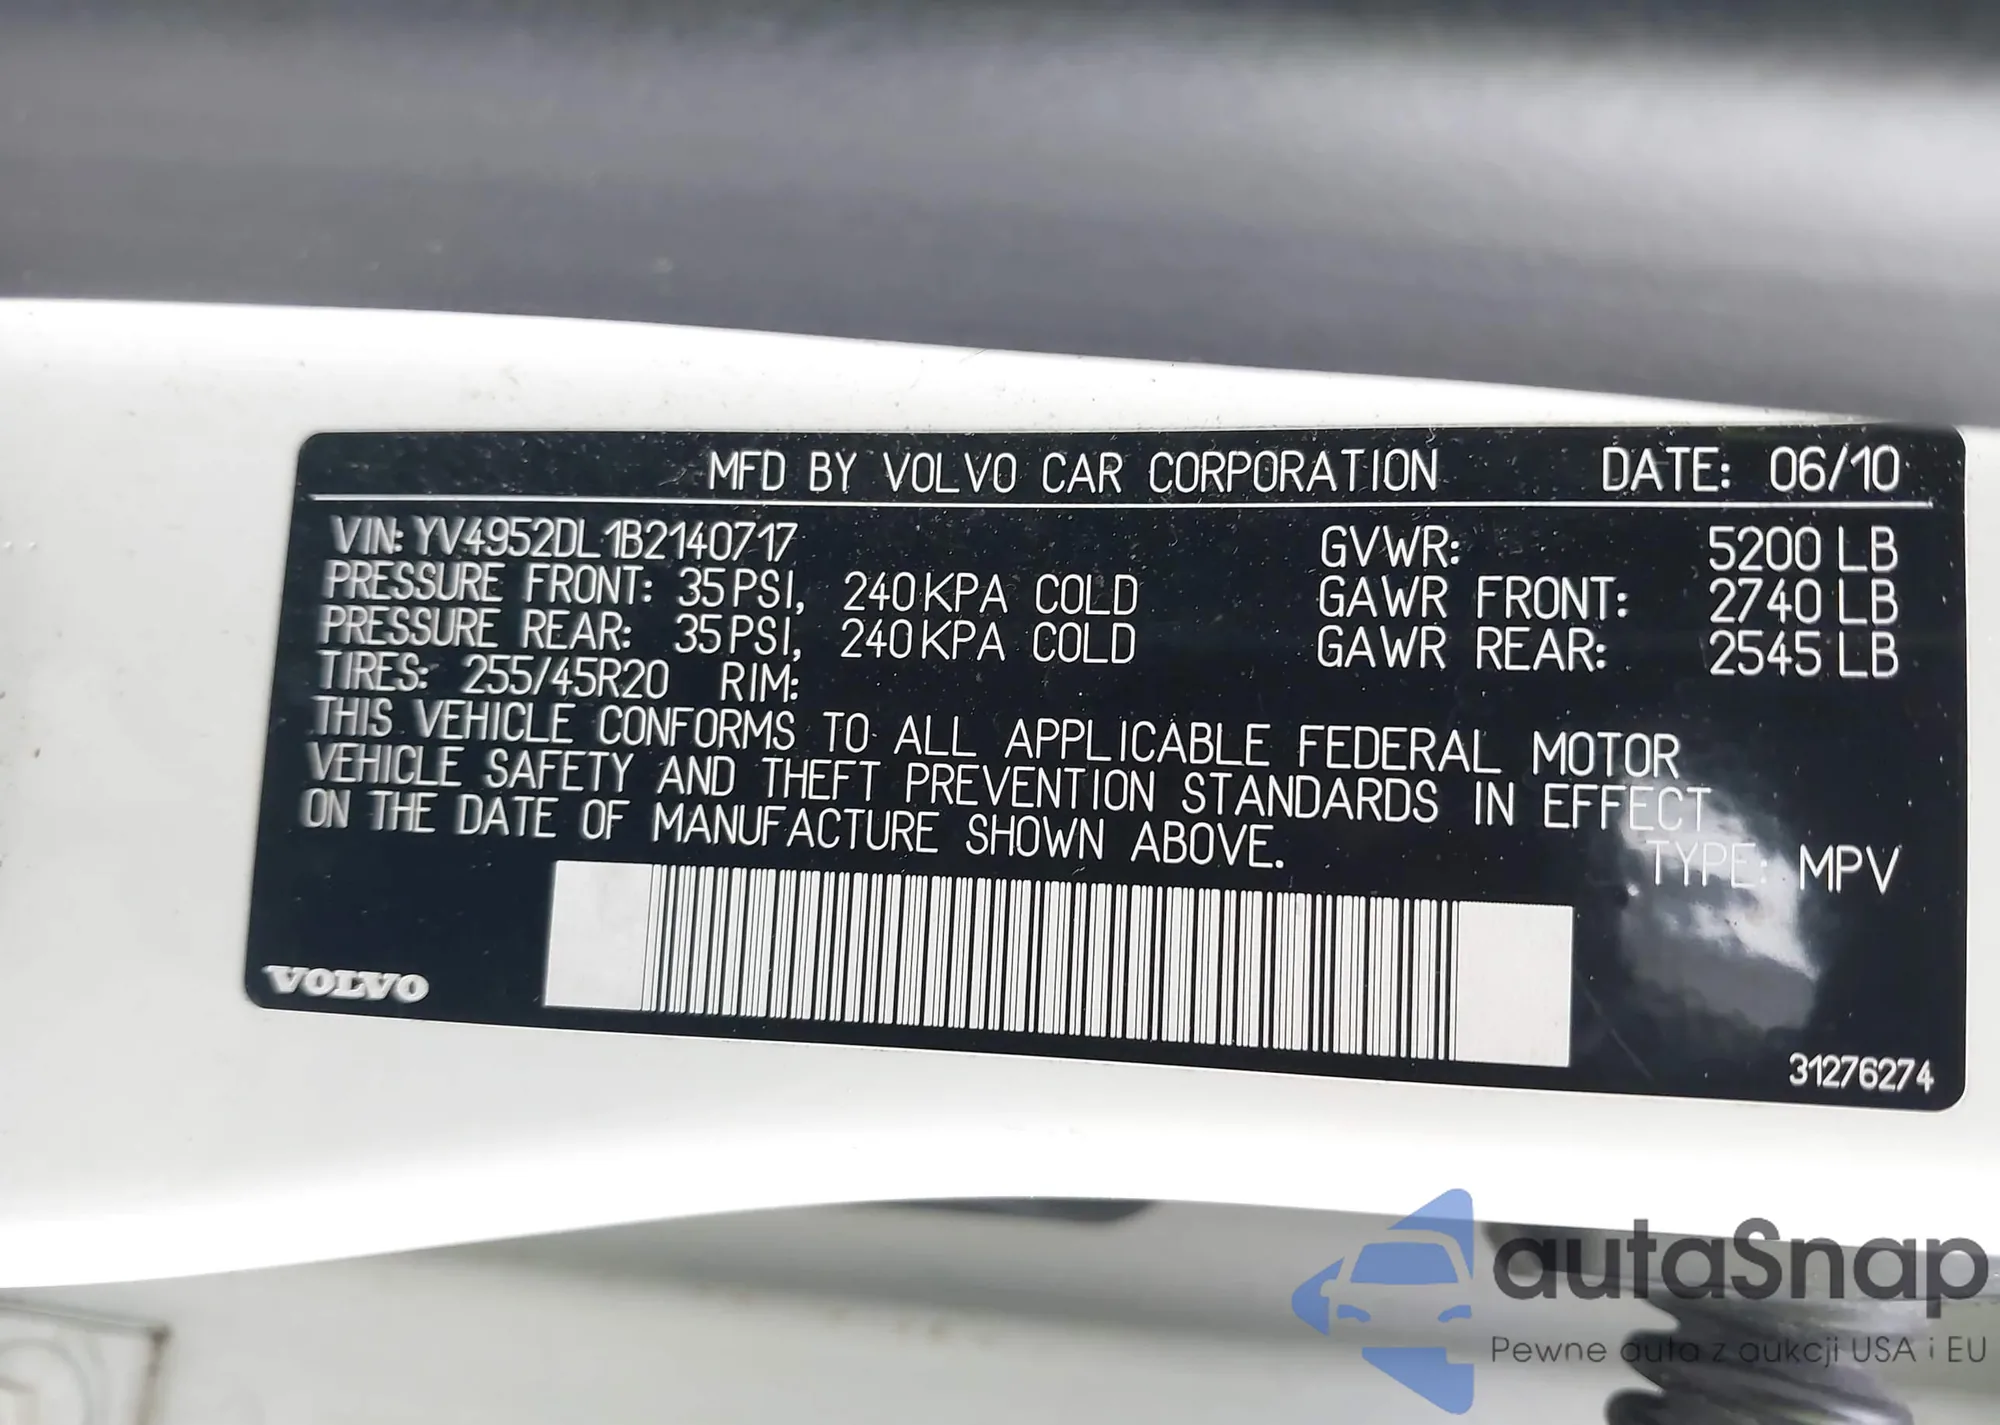 MFD BY VOLVO CAR CORPORATION DATE: 06/10
VIN: YV4952DL1B2140717 GVWR: 5200 LB
PRESSURE FRONT: 35 PSI, 240 KPA COLD GAWR FRONT: 2740 LB
PRESSURE REAR: 35 PSI, 240 KPA COLD GAWR REAR: 2545 LB
TIRES: 255/45R20 RIM:
THIS VEHICLE CONFORMS TO ALL APPLICABLE FEDERAL MOTOR
VEHICLE SAFETY AND THEFT PREVENTION STANDARDS IN EFFECT
ON THE DATE OF MANUFACTURE SHOWN ABOVE.
TYPE: MPV
VOLVO
31276274
autaSnap
Pewne auta z aukcji USA i EU